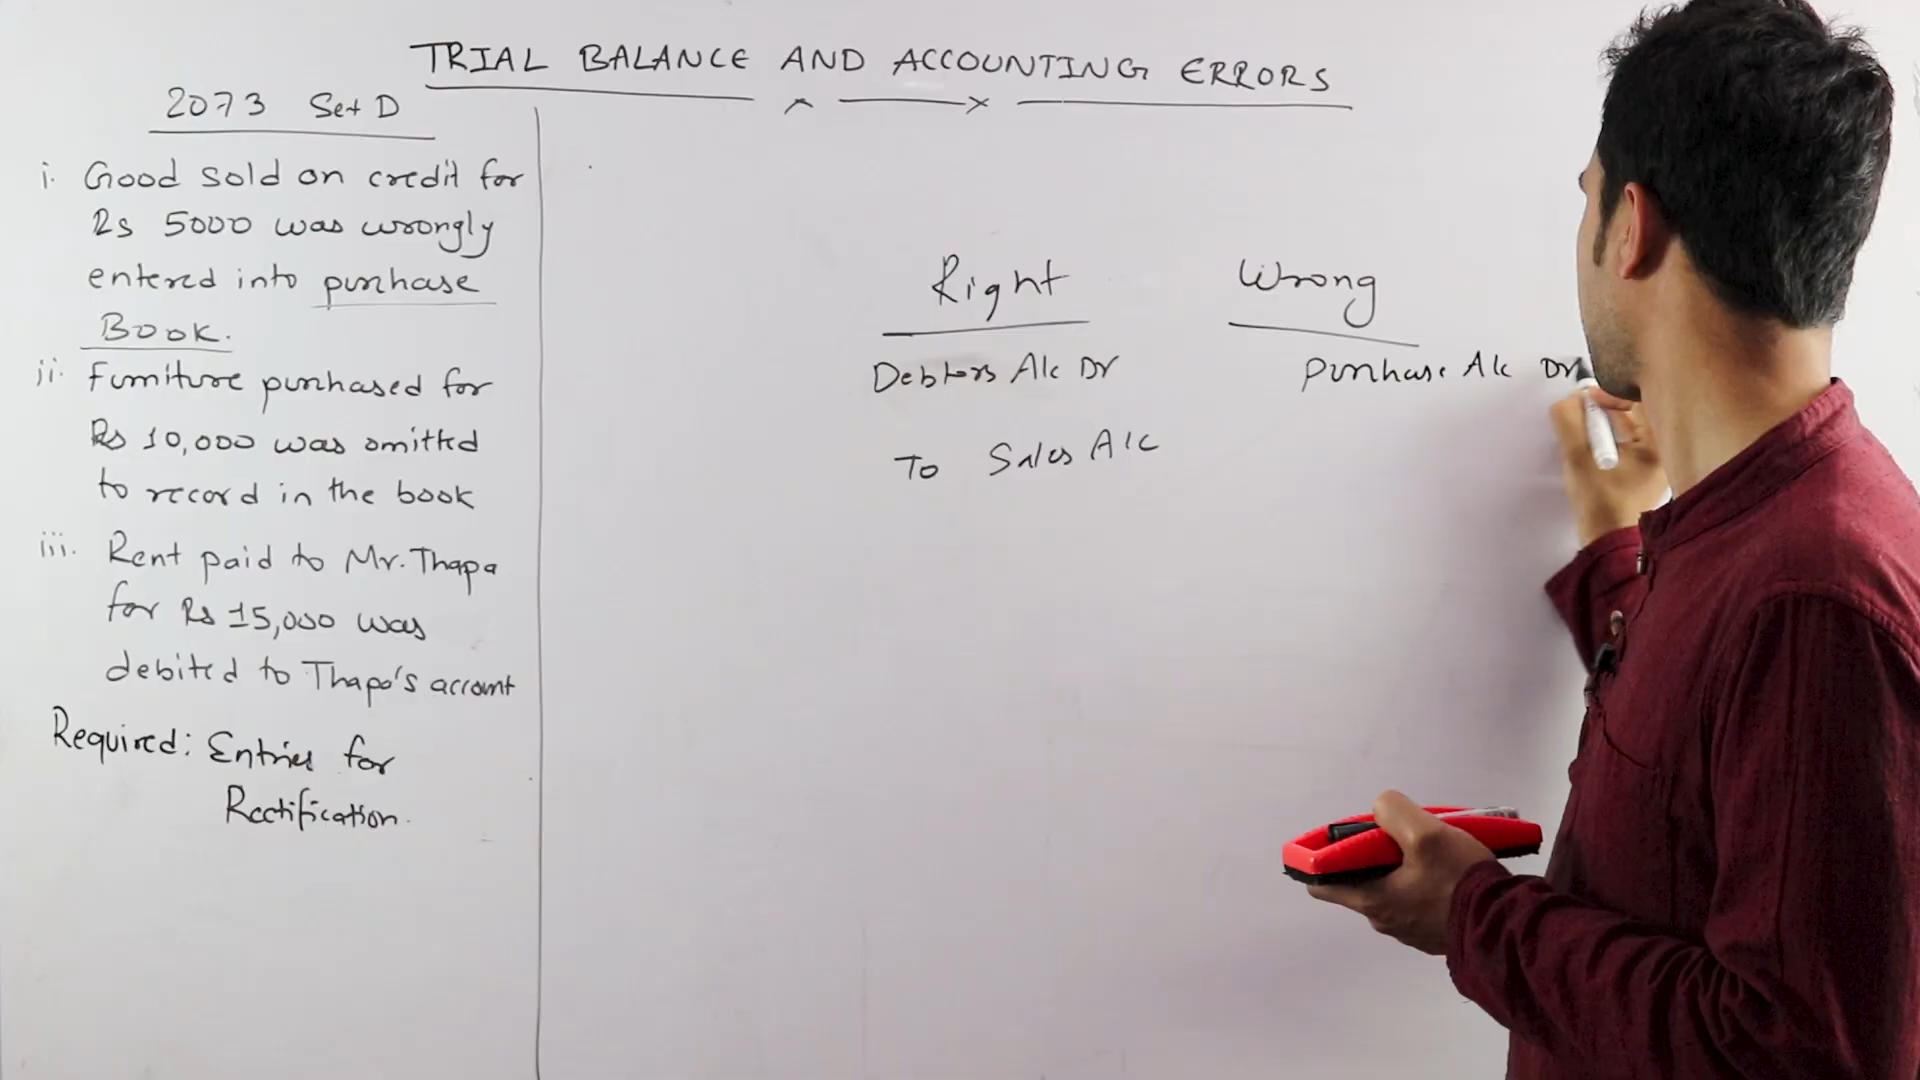 TRIAL BALANCE AND ACCOUNTING ERRORS
2073 Set D
i. Good sold on credit for
Rs 5000 was wrongly
entered into purchase
Book.
ii. Furniture purchased for
Rs 10,000 was omitted
to record in the book
iii. Rent paid to Mr. Thapa
for Rs 15,000 was
debited to Thapa's account
Required: Entries for
Rectification.
Right
Debtors A/c Dr
To Sales A/c
Wrong
Purchase A/c Dr